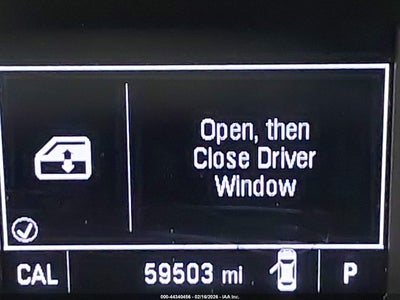 Open, then
Close Driver
Window
CAL 59503 mi P
000-44340456 - 02/16/2026 - IAA Inc.